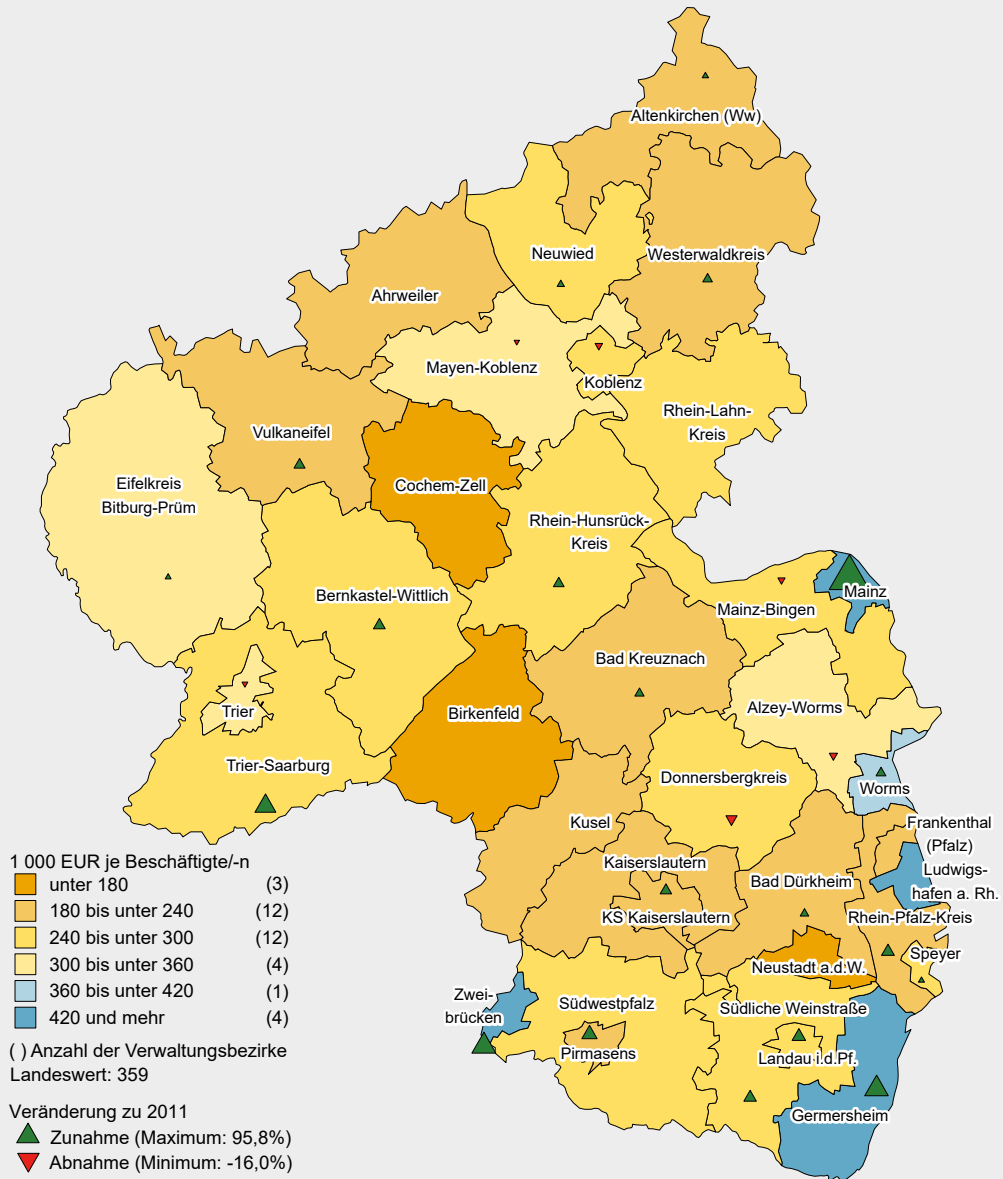 Altenkirchen (Ww)
Neuwied
Westerwaldkreis
Ahrweiler
Mayen-Koblenz
Koblenz
Rhein-Lahn-
Kreis
Vulkaneifel
Cochem-Zell
Eifelkreis
Bitburg-Prüm
Rhein-Hunsrück-
Kreis
Bernkastel-Wittlich
Mainz
Mainz-Bingen
Bad Kreuznach
Trier
Birkenfeld
Alzey-Worms
Trier-Saarburg
Donnersbergkreis
Worms
Kusel
Frankenthal
(Pfalz)
Kaiserslautern
Bad Dürkheim
Ludwigs-
hafen a. Rh.
KS Kaiserslautern
Rhein-Pfalz-Kreis
Neustadt a.d.W.
Speyer
Zwei-
brücken
Südwestpfalz
Südliche Weinstraße
Pirmasens
Landau i.d.Pf.
Germersheim
1 000 EUR je Beschäftigte/-n
unter 180 (3)
180 bis unter 240 (12)
240 bis unter 300 (12)
300 bis unter 360 (4)
360 bis unter 420 (1)
420 und mehr (4)
( ) Anzahl der Verwaltungsbezirke
Landeswert: 359
Veränderung zu 2011
Zunahme (Maximum: 95,8%)
Abnahme (Minimum: -16,0%)